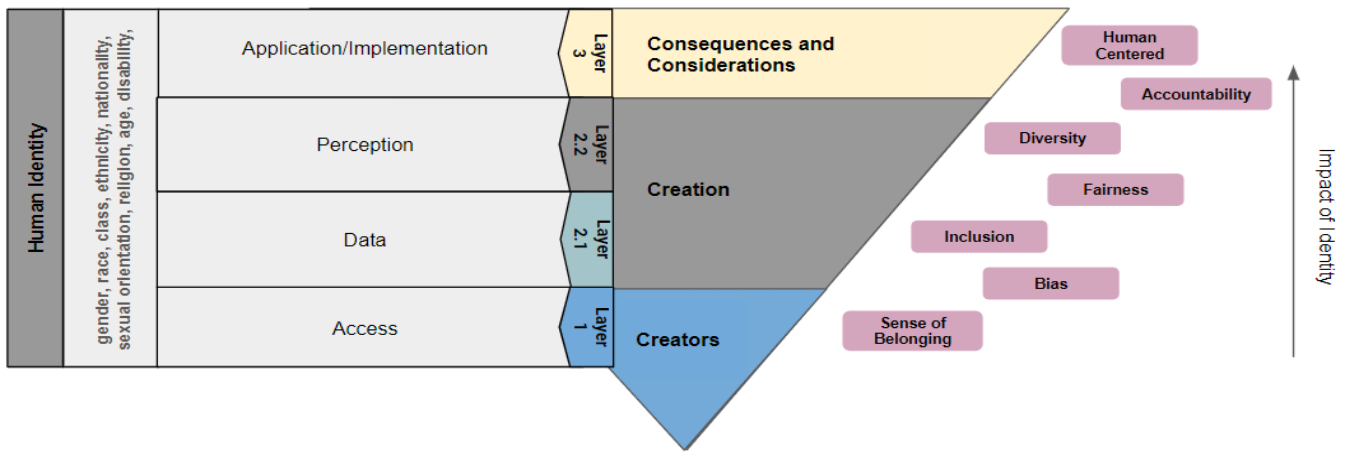 Human Identity
gender, race, class, ethnicity, nationality,
sexual orientation, religion, age, disability,
Application/Implementation
Layer
3
Consequences and
Considerations
Perception
Layer
2.2
Creation
Data
Layer
2.1
Access
Layer
1
Creators
Human
Centered
Accountability
Diversity
Fairness
Inclusion
Bias
Sense of
Belonging
Impact of Identity